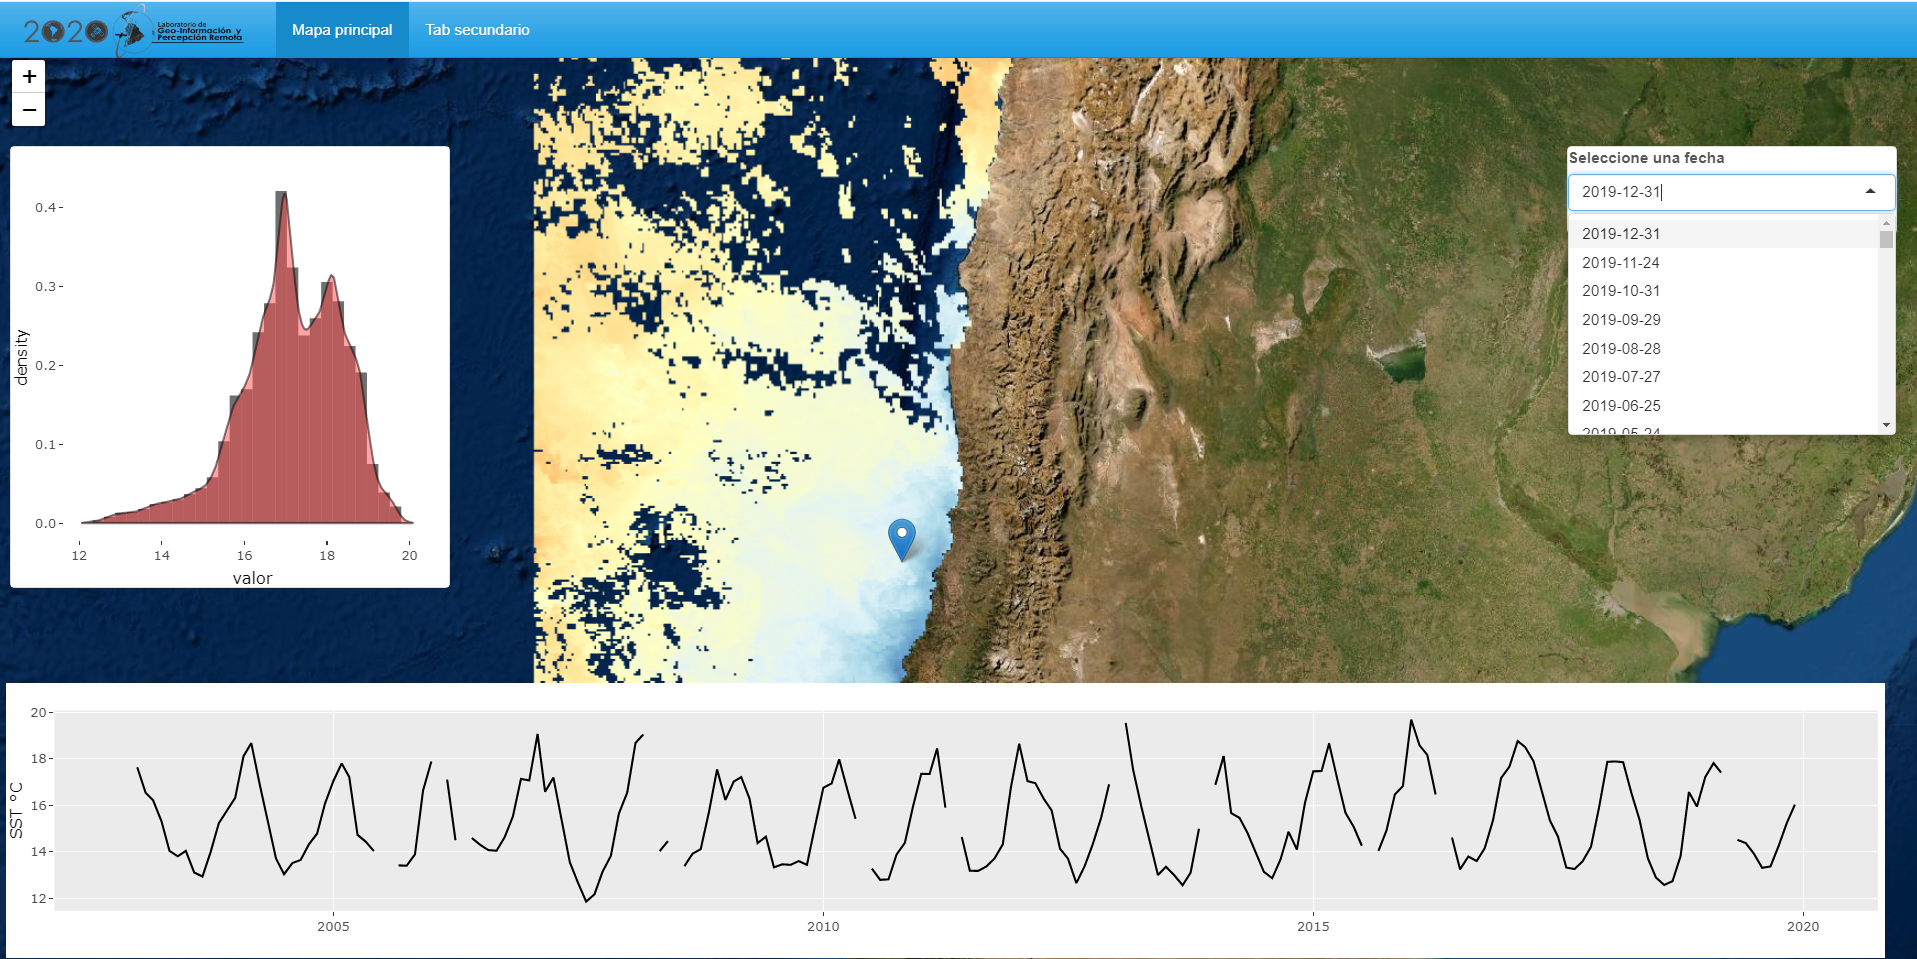 2020
Laboratorio de
Geo-Información y
Percepción Remota
Mapa principal
Tab secundario
+
−
Seleccione una fecha
2019-12-31
2019-12-31
2019-11-24
2019-10-31
2019-09-29
2019-08-28
2019-07-27
2019-06-25
2019-05-24
density
0.4
0.3
0.2
0.1
0.0
12 14 16 18 20
valor
SST °C
20
18
16
14
12
2005 2010 2015 2020